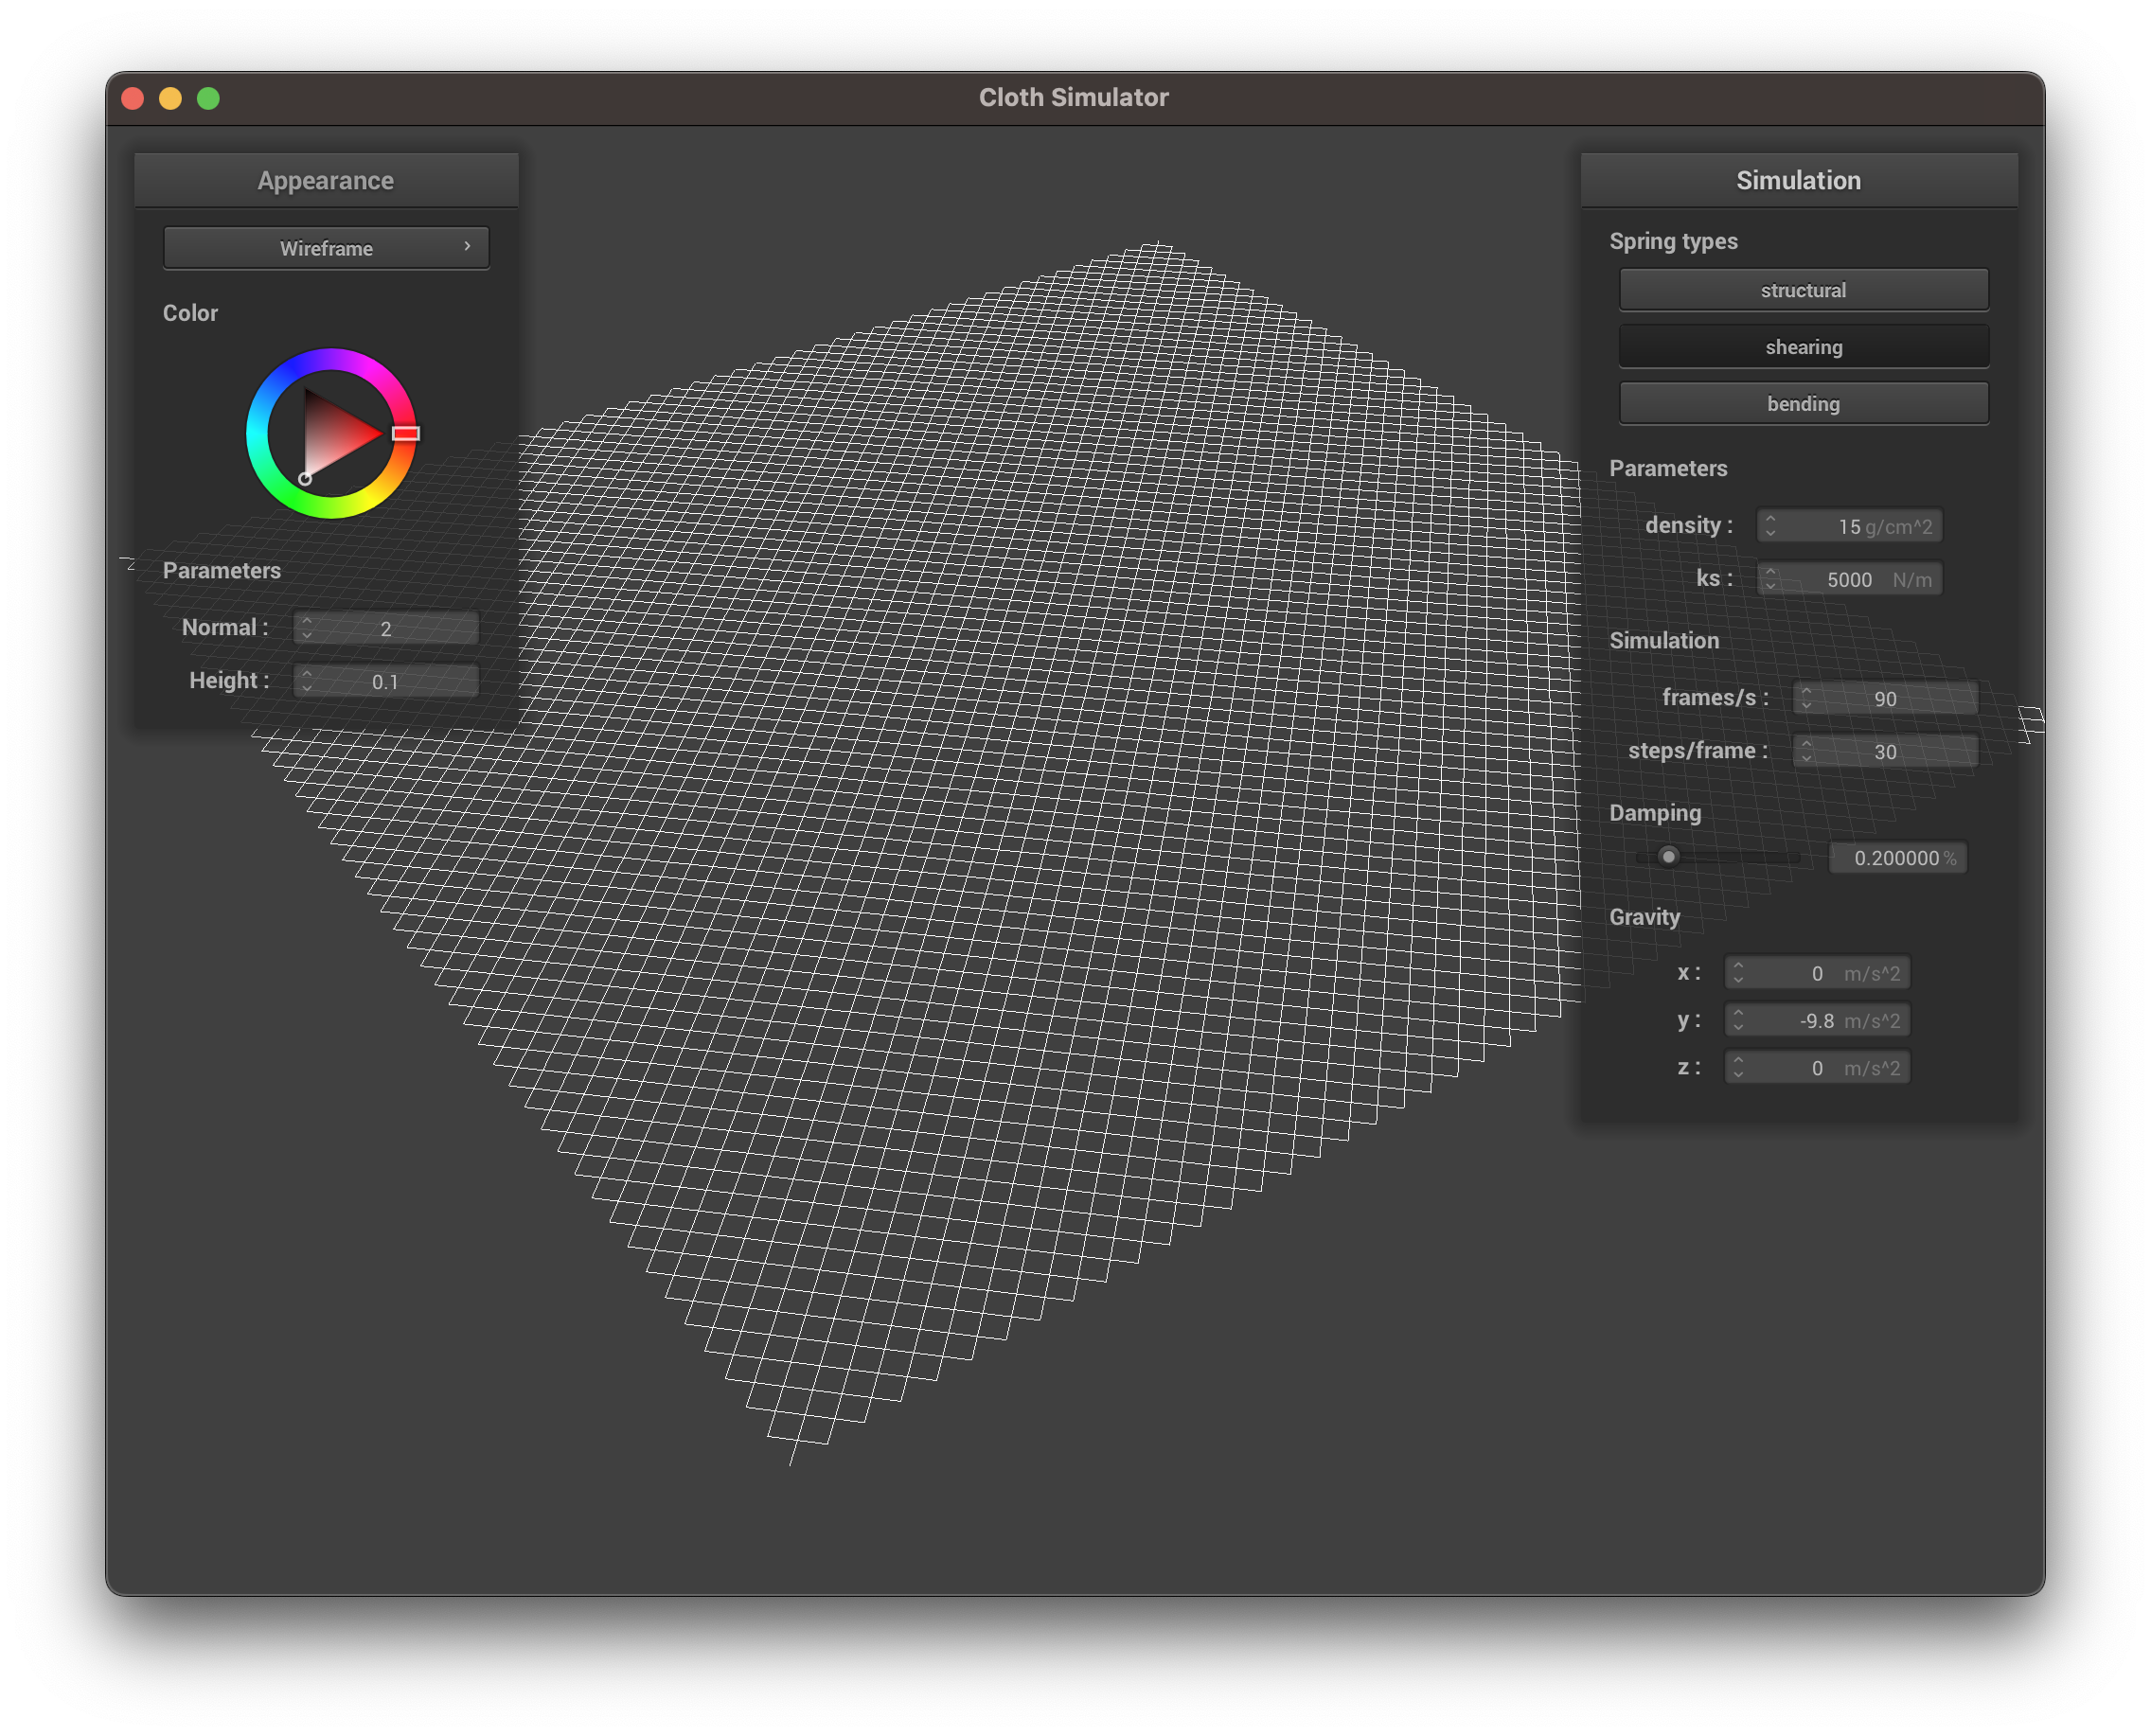 Cloth Simulator
Appearance
Wireframe
Color
Parameters
Normal : 2
Height : 0.1
Simulation
Spring types
structural
shearing
bending
Parameters
density : 15 g/cm^2
ks : 5000 N/m
Simulation
frames/s : 90
steps/frame : 30
Damping
0.200000 %
Gravity
x : 0 m/s^2
y : -9.8 m/s^2
z : 0 m/s^2